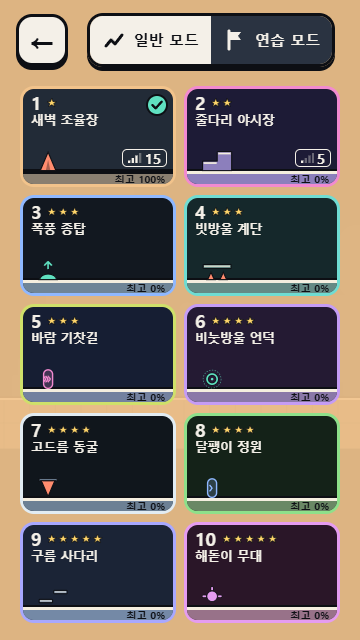 ←
일반 모드
연습 모드
1 ★
새벽 조율장
15
최고 100%
2 ★ ★
줄다리 야시장
5
최고 0%
3 ★ ★ ★
폭풍 종탑
최고 0%
4 ★ ★ ★
빗방울 계단
최고 0%
5 ★ ★ ★
바람 기찻길
최고 0%
6 ★ ★ ★ ★
비눗방울 언덕
최고 0%
7 ★ ★ ★ ★
고드름 동굴
최고 0%
8 ★ ★ ★ ★
달팽이 정원
최고 0%
9 ★ ★ ★ ★ ★
구름 사다리
최고 0%
10 ★ ★ ★ ★ ★
해돋이 무대
최고 0%